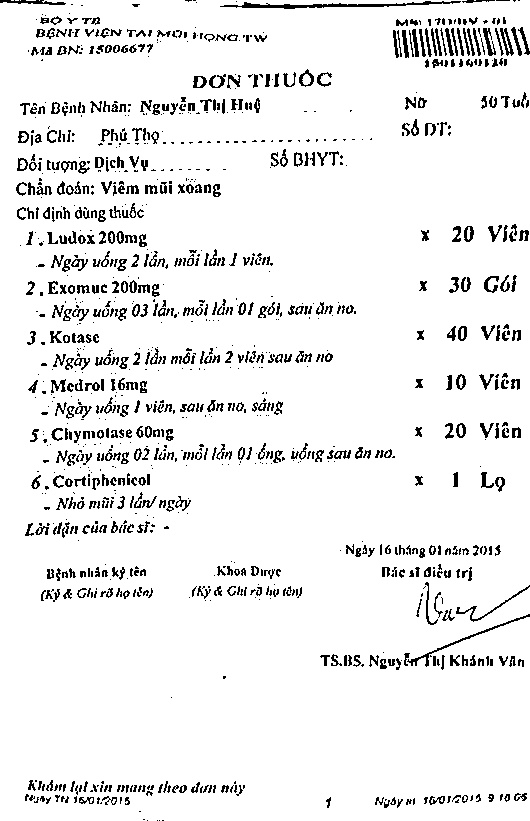 BỘ Y TẾ
BỆNH VIỆN TAI MŨI HỌNG TW
Mã BN: 15006677
MS: 17D/BV - 01
ĐƠN THUỐC
Tên Bệnh Nhân: Nguyễn Thị Huệ Nữ 50 Tuổ
Địa Chỉ: Phú Thọ Số ĐT:
Đối tượng: Dịch Vụ Số BHYT:
Chẩn đoán: Viêm mũi xoang
Chỉ định dùng thuốc
1. Ludox 200mg x 20 Viên
- Ngày uống 2 lần, mỗi lần 1 viên.
2. Exomuc 200mg x 30 Gói
- Ngày uống 03 lần, mỗi lần 01 gói, sau ăn no.
3. Kotase x 40 Viên
- Ngày uống 2 lần mỗi lần 2 viên sau ăn no
4. Medrol 16mg x 10 Viên
- Ngày uống 1 viên, sau ăn no, sáng
5. Chymotase 60mg x 20 Viên
- Ngày uống 02 lần, mỗi lần 01 ống, uống sau ăn no.
6. Cortiphenicol x 1 Lọ
- Nhỏ mũi 3 lần/ ngày
Lời dặn của bác sĩ: -
Ngày 16 tháng 01 năm 2015
Bệnh nhân ký tên Khoa Dược Bác sĩ điều trị
(Ký & Ghi rõ họ tên) (Ký & Ghi rõ họ tên)
TS.BS. Nguyễn Thị Khánh Vân
Khám lại xin mang theo đơn này
Ngày TN 16/01/2015 1 Ngày in 16/01/2015 9